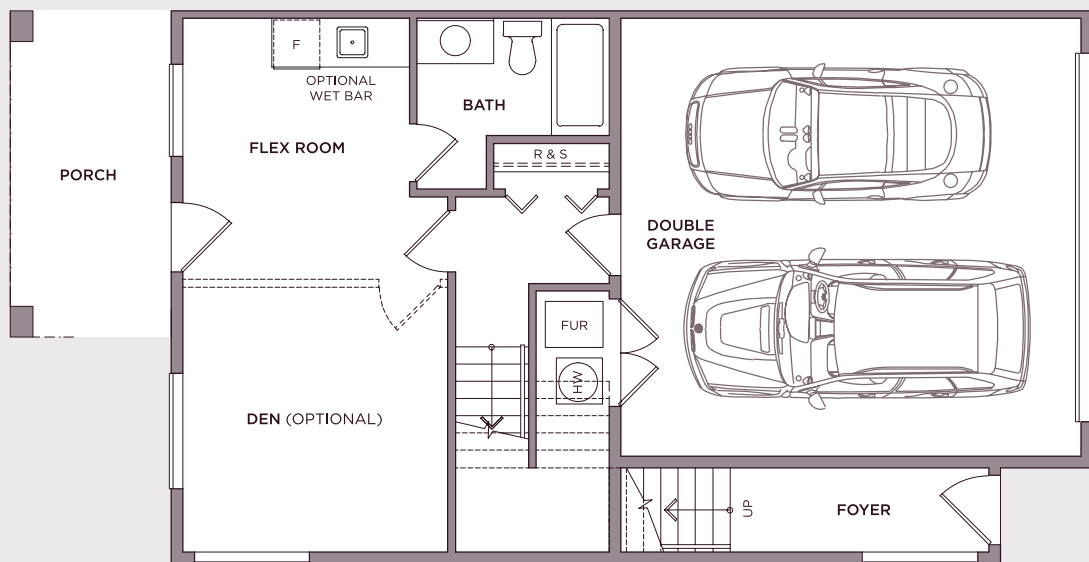 F
OPTIONAL
WET BAR
BATH
FLEX ROOM
R & S
PORCH
DOUBLE
GARAGE
FUR
HW
DEN (OPTIONAL)
UP
FOYER